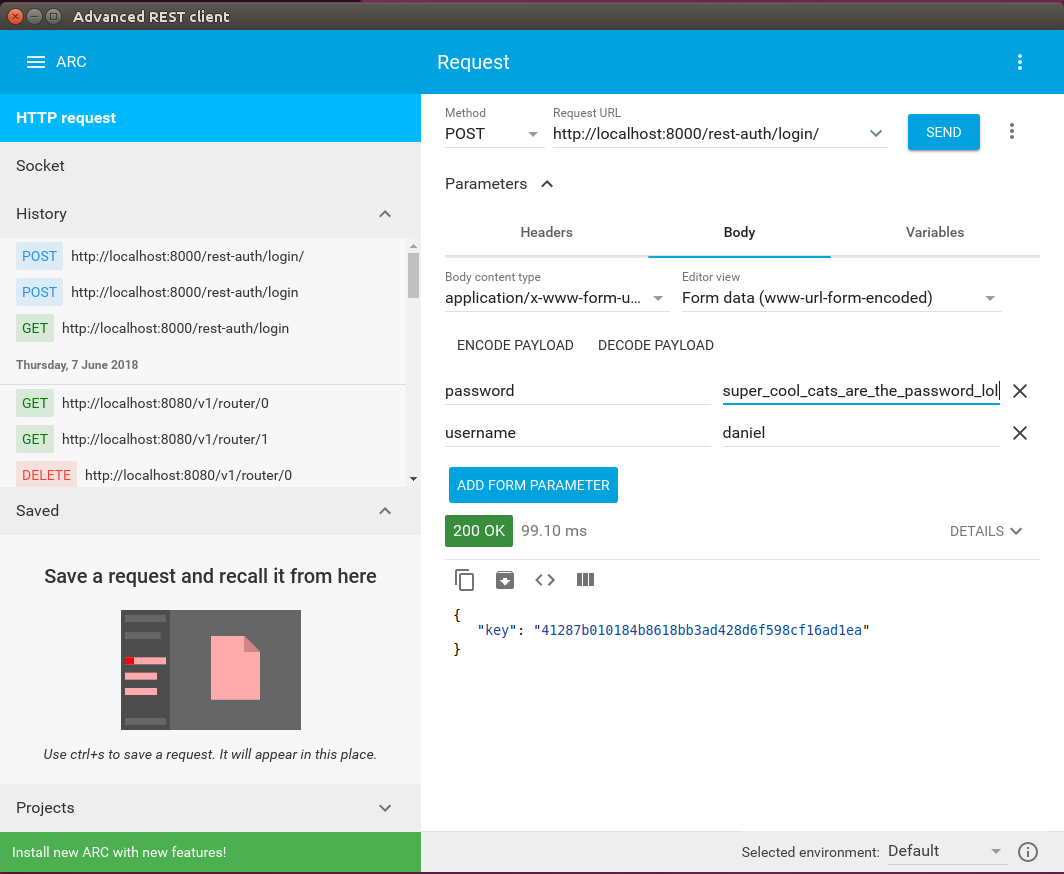 Advanced REST client
ARC
Request
HTTP request
Socket
History
POST http://localhost:8000/rest-auth/login/
POST http://localhost:8000/rest-auth/login
GET http://localhost:8000/rest-auth/login
Thursday, 7 June 2018
GET http://localhost:8080/v1/router/0
GET http://localhost:8080/v1/router/1
DELETE http://localhost:8080/v1/router/0
Saved
Save a request and recall it from here
Use ctrl+s to save a request. It will appear in this place.
Projects
Install new ARC with new features!
Method
Request URL
POST
http://localhost:8000/rest-auth/login/
SEND
Parameters
Headers
Body
Variables
Body content type
Editor view
application/x-www-form-u...
Form data (www-url-form-encoded)
ENCODE PAYLOAD
DECODE PAYLOAD
password
super_cool_cats_are_the_password_lol
username
daniel
ADD FORM PARAMETER
200 OK 99.10 ms
DETAILS
{
"key": "41287b010184b8618bb3ad428d6f598cf16ad1ea"
}
Selected environment: Default